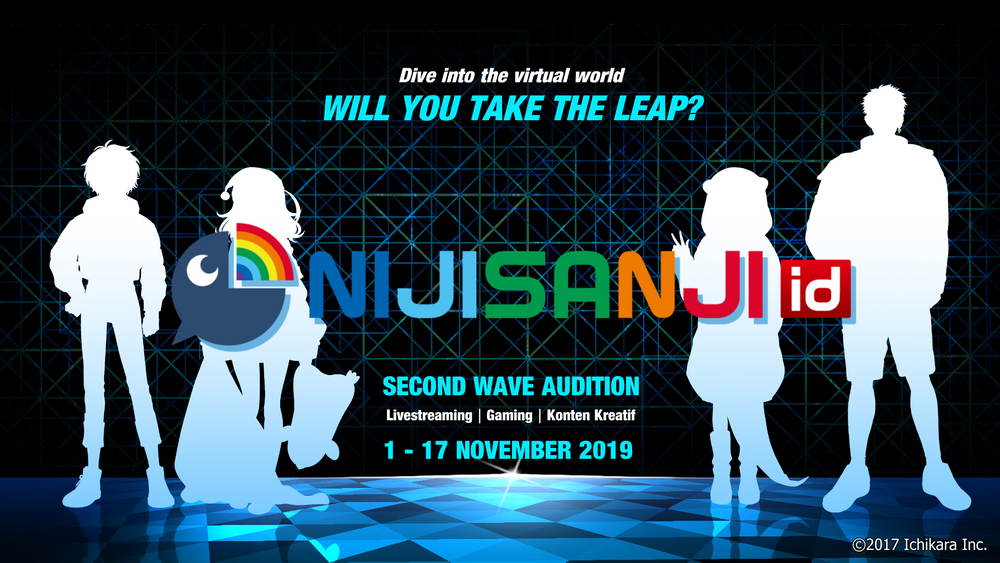 Dive into the virtual world
WILL YOU TAKE THE LEAP?
NIJISANJI id
SECOND WAVE AUDITION
Livestreaming | Gaming | Konten Kreatif
1 - 17 NOVEMBER 2019
©2017 Ichikara Inc.